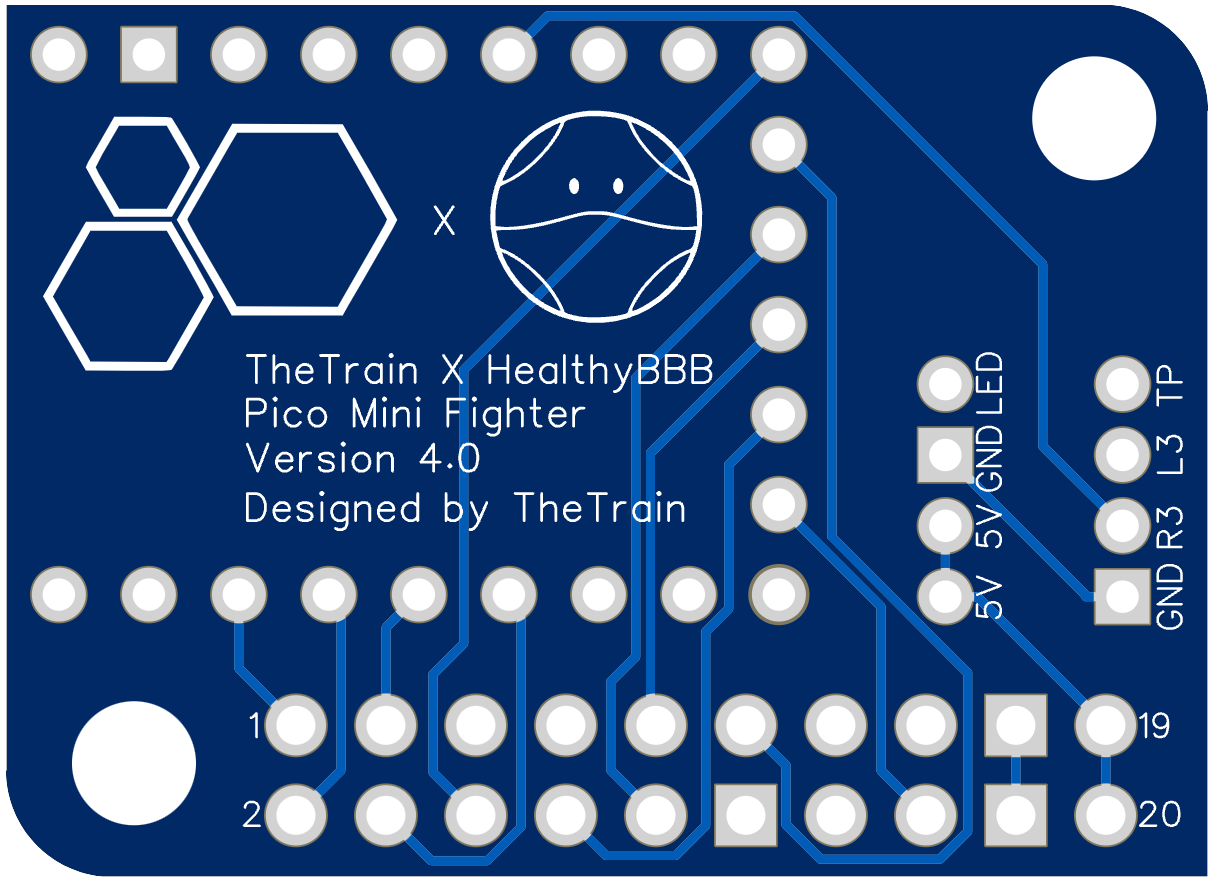 X
TheTrain X HealthyBBB
Pico Mini Fighter
Version 4.0
Designed by TheTrain
LED
GND
5V
5V
TP
L3
R3
GND
1
19
2
20